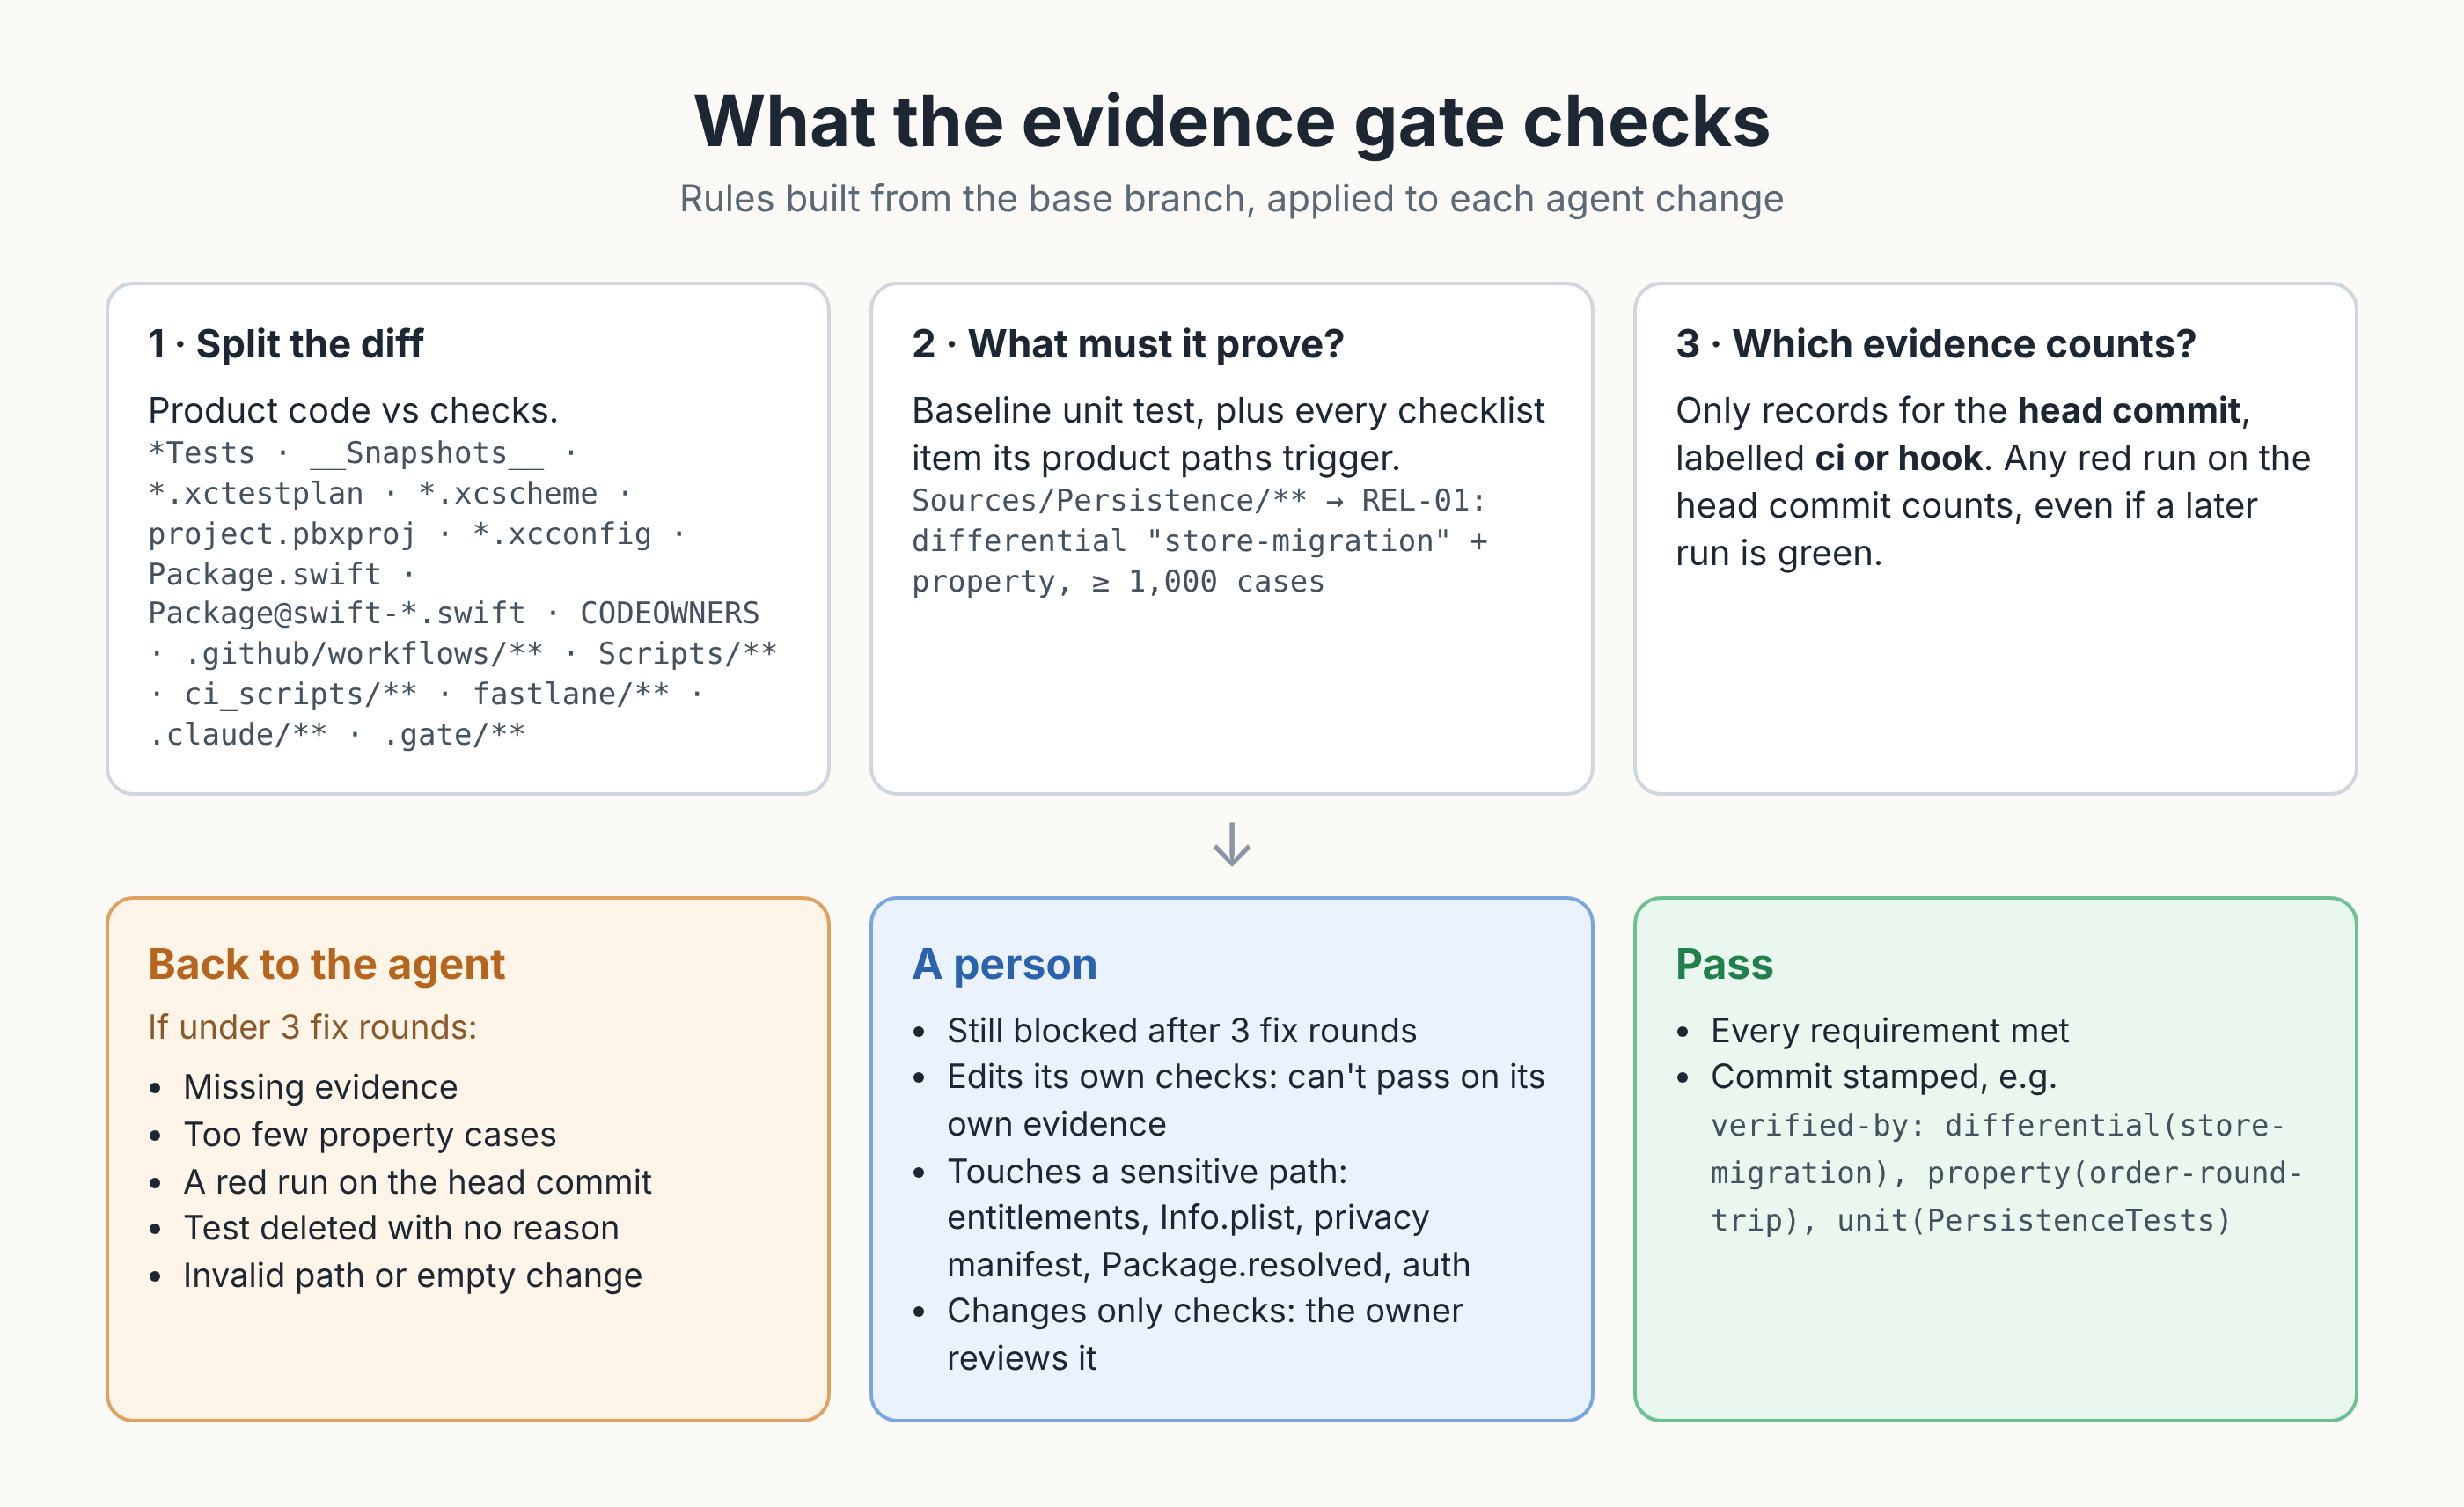 What the evidence gate checks
Rules built from the base branch, applied to each agent change
1 · Split the diff
Product code vs checks.
*Tests · __Snapshots__ ·
*.xctestplan · *.xcscheme ·
project.pbxproj · *.xcconfig ·
Package.swift ·
Package@swift-*.swift · CODEOWNERS
· .github/workflows/** · Scripts/**
· ci_scripts/** · fastlane/** ·
.claude/** · .gate/**
2 · What must it prove?
Baseline unit test, plus every checklist
item its product paths trigger.
Sources/Persistence/** → REL-01:
differential "store-migration" +
property, ≥ 1,000 cases
3 · Which evidence counts?
Only records for the head commit,
labelled ci or hook. Any red run on the
head commit counts, even if a later
run is green.
↓
Back to the agent
If under 3 fix rounds:
• Missing evidence
• Too few property cases
• A red run on the head commit
• Test deleted with no reason
• Invalid path or empty change
A person
• Still blocked after 3 fix rounds
• Edits its own checks: can't pass on its
own evidence
• Touches a sensitive path:
entitlements, Info.plist, privacy
manifest, Package.resolved, auth
• Changes only checks: the owner
reviews it
Pass
• Every requirement met
• Commit stamped, e.g.
verified-by: differential(store-
migration), property(order-round-
trip), unit(PersistenceTests)